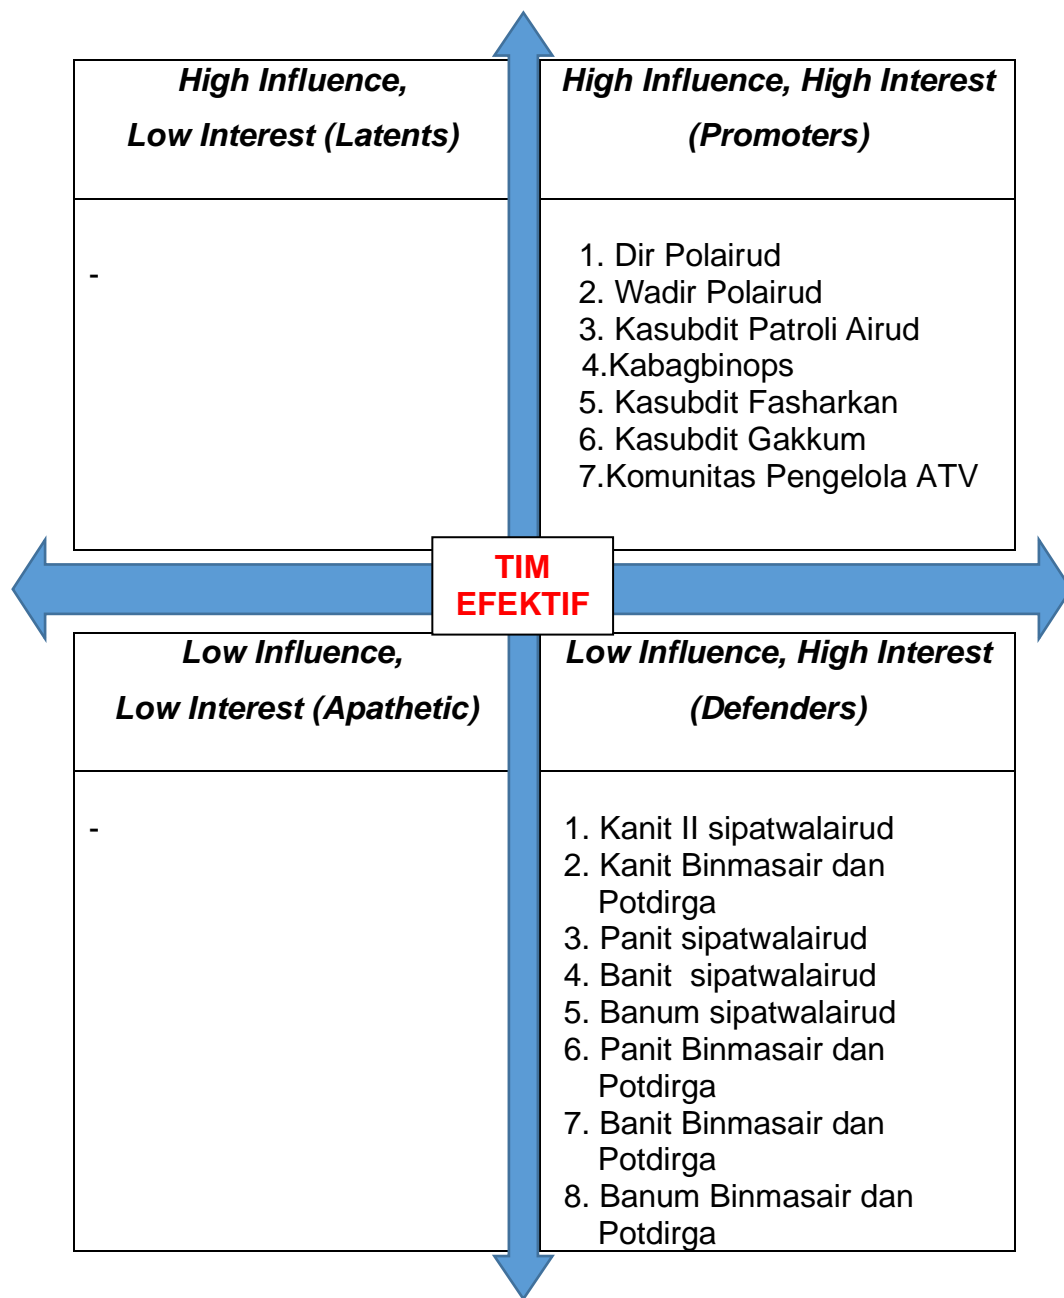 High Influence,
Low Interest (Latents)
-
High Influence, High Interest
(Promoters)
1. Dir Polairud
2. Wadir Polairud
3. Kasubdit Patroli Airud
4.Kabagbinops
5. Kasubdit Fasharkan
6. Kasubdit Gakkum
7.Komunitas Pengelola ATV
TIM
EFEKTIF
Low Influence,
Low Interest (Apathetic)
-
Low Influence, High Interest
(Defenders)
1. Kanit II sipatwalairud
2. Kanit Binmasair dan
Potdirga
3. Panit sipatwalairud
4. Banit  sipatwalairud
5. Banum sipatwalairud
6. Panit Binmasair dan
Potdirga
7. Banit Binmasair dan
Potdirga
8. Banum Binmasair dan
Potdirga